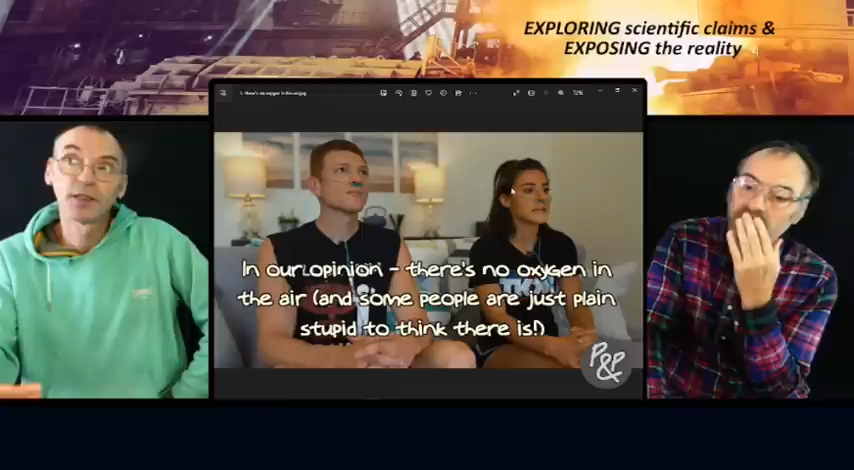 EXPLORING scientific claims &
EXPOSING the reality
In our opinion - there's no oxygen in
the air (and some people are just plain
stupid to think there is!)
P&P